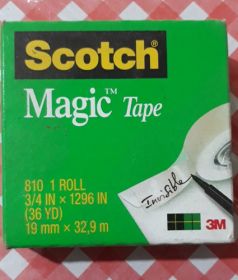 Scotch®
Magic™ Tape
810 1 ROLL
3/4 IN × 1296 IN
(36 YD)
19 mm × 32,9 m
Invisible
3M